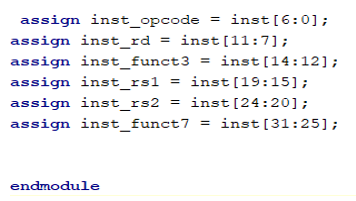 assign inst_opcode = inst[6:0];
assign inst_rd = inst[11:7];
assign inst_funct3 = inst[14:12];
assign inst_rs1 = inst[19:15];
assign inst_rs2 = inst[24:20];
assign inst_funct7 = inst[31:25];
endmodule